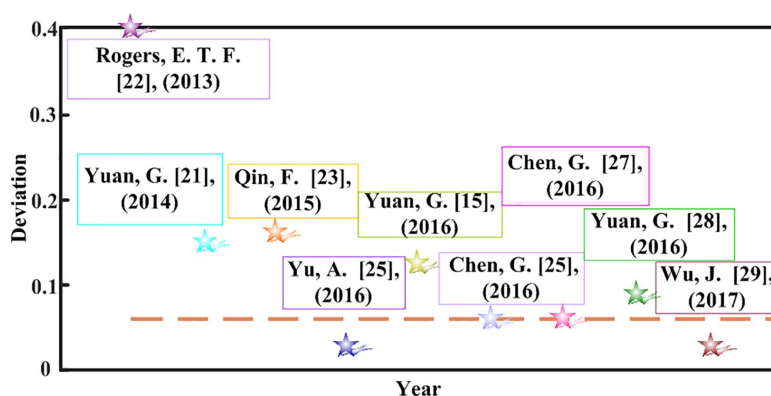 0.4
0.3
0.2
0.1
0
Deviation
Rogers, E. T. F.
[22], (2013)
Yuan, G. [21],
(2014)
Qin, F. [23],
(2015)
Yu, A. [25],
(2016)
Yuan, G. [15],
(2016)
Chen, G. [25],
(2016)
Chen, G. [27],
(2016)
Yuan, G. [28],
(2016)
Wu, J. [29],
(2017)
Year